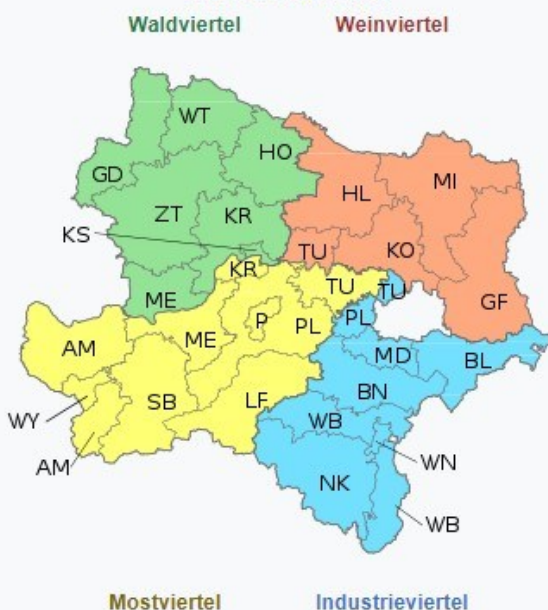 Waldviertel Weinviertel
WT
HO
GD
MI
HL
ZT
KR
KS
TU
KO
KR
TU
TU
ME
GF
P
PL
PL
ME
AM
MD
BL
BN
SB
LF
WY
WB
AM
WN
NK
WB
Mostviertel Industrieviertel